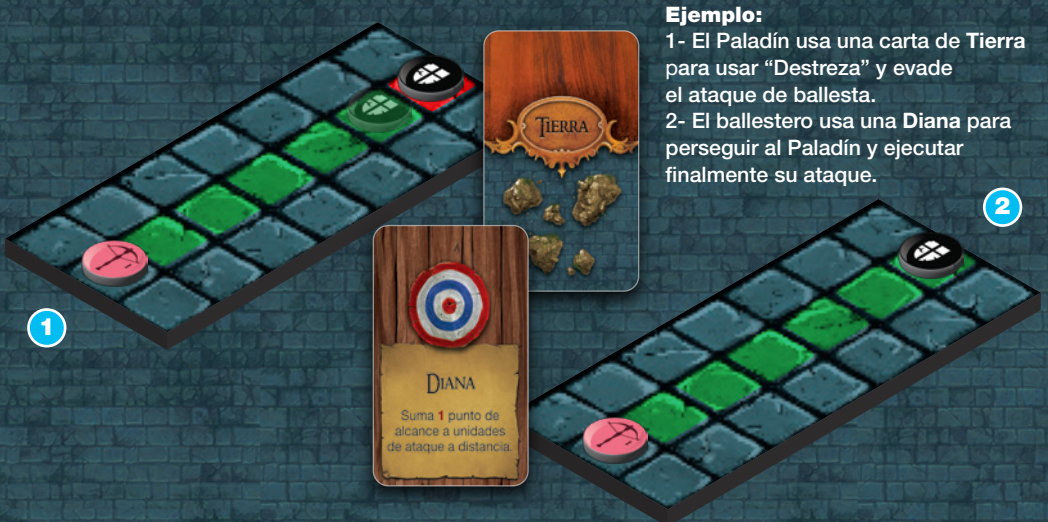 Ejemplo:
1- El Paladín usa una carta de Tierra
para usar “Destreza” y evade
el ataque de ballesta.
2- El ballestero usa una Diana para
perseguir al Paladín y ejecutar
finalmente su ataque.
TIERRA
1
2
DIANA
Suma 1 punto de
alcance a unidades
de ataque a distancia.